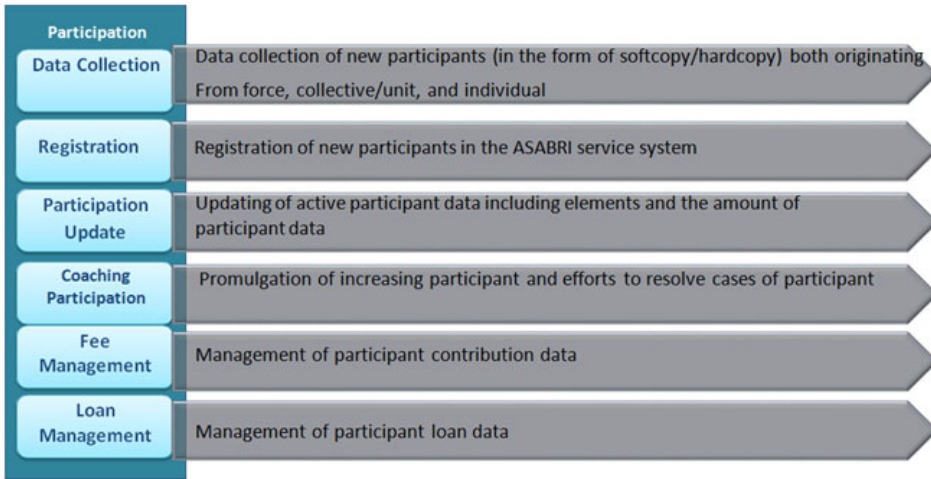 Participation
Data Collection
Data collection of new participants (in the form of softcopy/hardcopy) both originating
From force, collective/unit, and individual
Registration
Registration of new participants in the ASABRI service system
Participation
Update
Updating of active participant data including elements and the amount of
participant data
Coaching
Participation
Promulgation of increasing participant and efforts to resolve cases of participant
Fee
Management
Management of participant contribution data
Loan
Management
Management of participant loan data